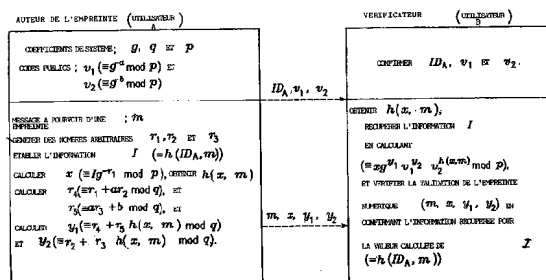 AUTEUR DE L'EMPREINTE (UTILISATEUR A)
COEFFICIENTS DE SYSTEME; g, q ET p
CODES PUBLICS; v₁(≡gᵃ mod p) ET
v₂(≡gᵇ mod p)
MESSAGE A POURVOIR D'UNE EMPREINTE ; m
GENERER DES NOMBRES ARBITRAIRES r₁, r₂ ET r₃
ETABLIR L'INFORMATION I (=h(ID_A, m))
CALCULER x (≡Ig⁻ʳ¹ mod p), OBTENIR h(x, m)
CALCULER r₄(≡r₁ + ar₂ mod q), ET
r₅(≡ar₃ + b mod q), ET
CALCULER y₁(≡r₄ + r₅ h(x, m) mod q)
ET y₂(≡r₂ + r₃ h(x, m) mod q).
ID_A, v₁, v₂
m, x, y₁, y₂
VERIFICATEUR (UTILISATEUR B)
CONFIRMER ID_A, v₁ ET v₂.
OBTENIR h(x, m);
RECUPERER L'INFORMATION I
EN CALCULANT
(≡xg^y₁ v₁^y₂ v₂^h(x,m) mod p),
ET VERIFIER LA VALIDATION DE L'EMPREINTE
NUMERIQUE (m, x, y₁, y₂) EN
CONFIRMANT L'INFORMATION RECUPEREE POUR
LA VALEUR CALCULEE DE I
(=h(ID_A, m))